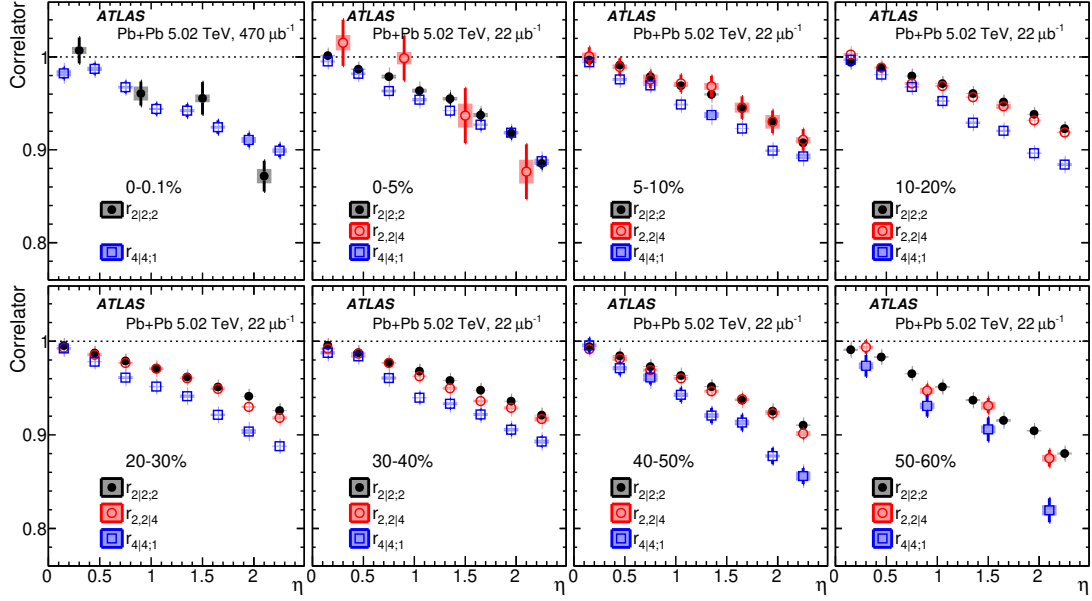 Correlator
ATLAS
Pb+Pb 5.02 TeV, 470 μb⁻¹
1
0.9
0.8
0-0.1%
r2|2;2
r4|4;1
ATLAS
Pb+Pb 5.02 TeV, 22 μb⁻¹
0-5%
r2|2;2
r2,2|4
r4|4;1
ATLAS
Pb+Pb 5.02 TeV, 22 μb⁻¹
5-10%
r2|2;2
r2,2|4
r4|4;1
ATLAS
Pb+Pb 5.02 TeV, 22 μb⁻¹
10-20%
r2|2;2
r2,2|4
r4|4;1
Correlator
ATLAS
Pb+Pb 5.02 TeV, 22 μb⁻¹
1
0.9
0.8
20-30%
r2|2;2
r2,2|4
r4|4;1
0 0.5 1 1.5 2 η
ATLAS
Pb+Pb 5.02 TeV, 22 μb⁻¹
30-40%
r2|2;2
r2,2|4
r4|4;1
0 0.5 1 1.5 2 η
ATLAS
Pb+Pb 5.02 TeV, 22 μb⁻¹
40-50%
r2|2;2
r2,2|4
r4|4;1
0 0.5 1 1.5 2 η
ATLAS
Pb+Pb 5.02 TeV, 22 μb⁻¹
50-60%
r2|2;2
r2,2|4
r4|4;1
0 0.5 1 1.5 2 η